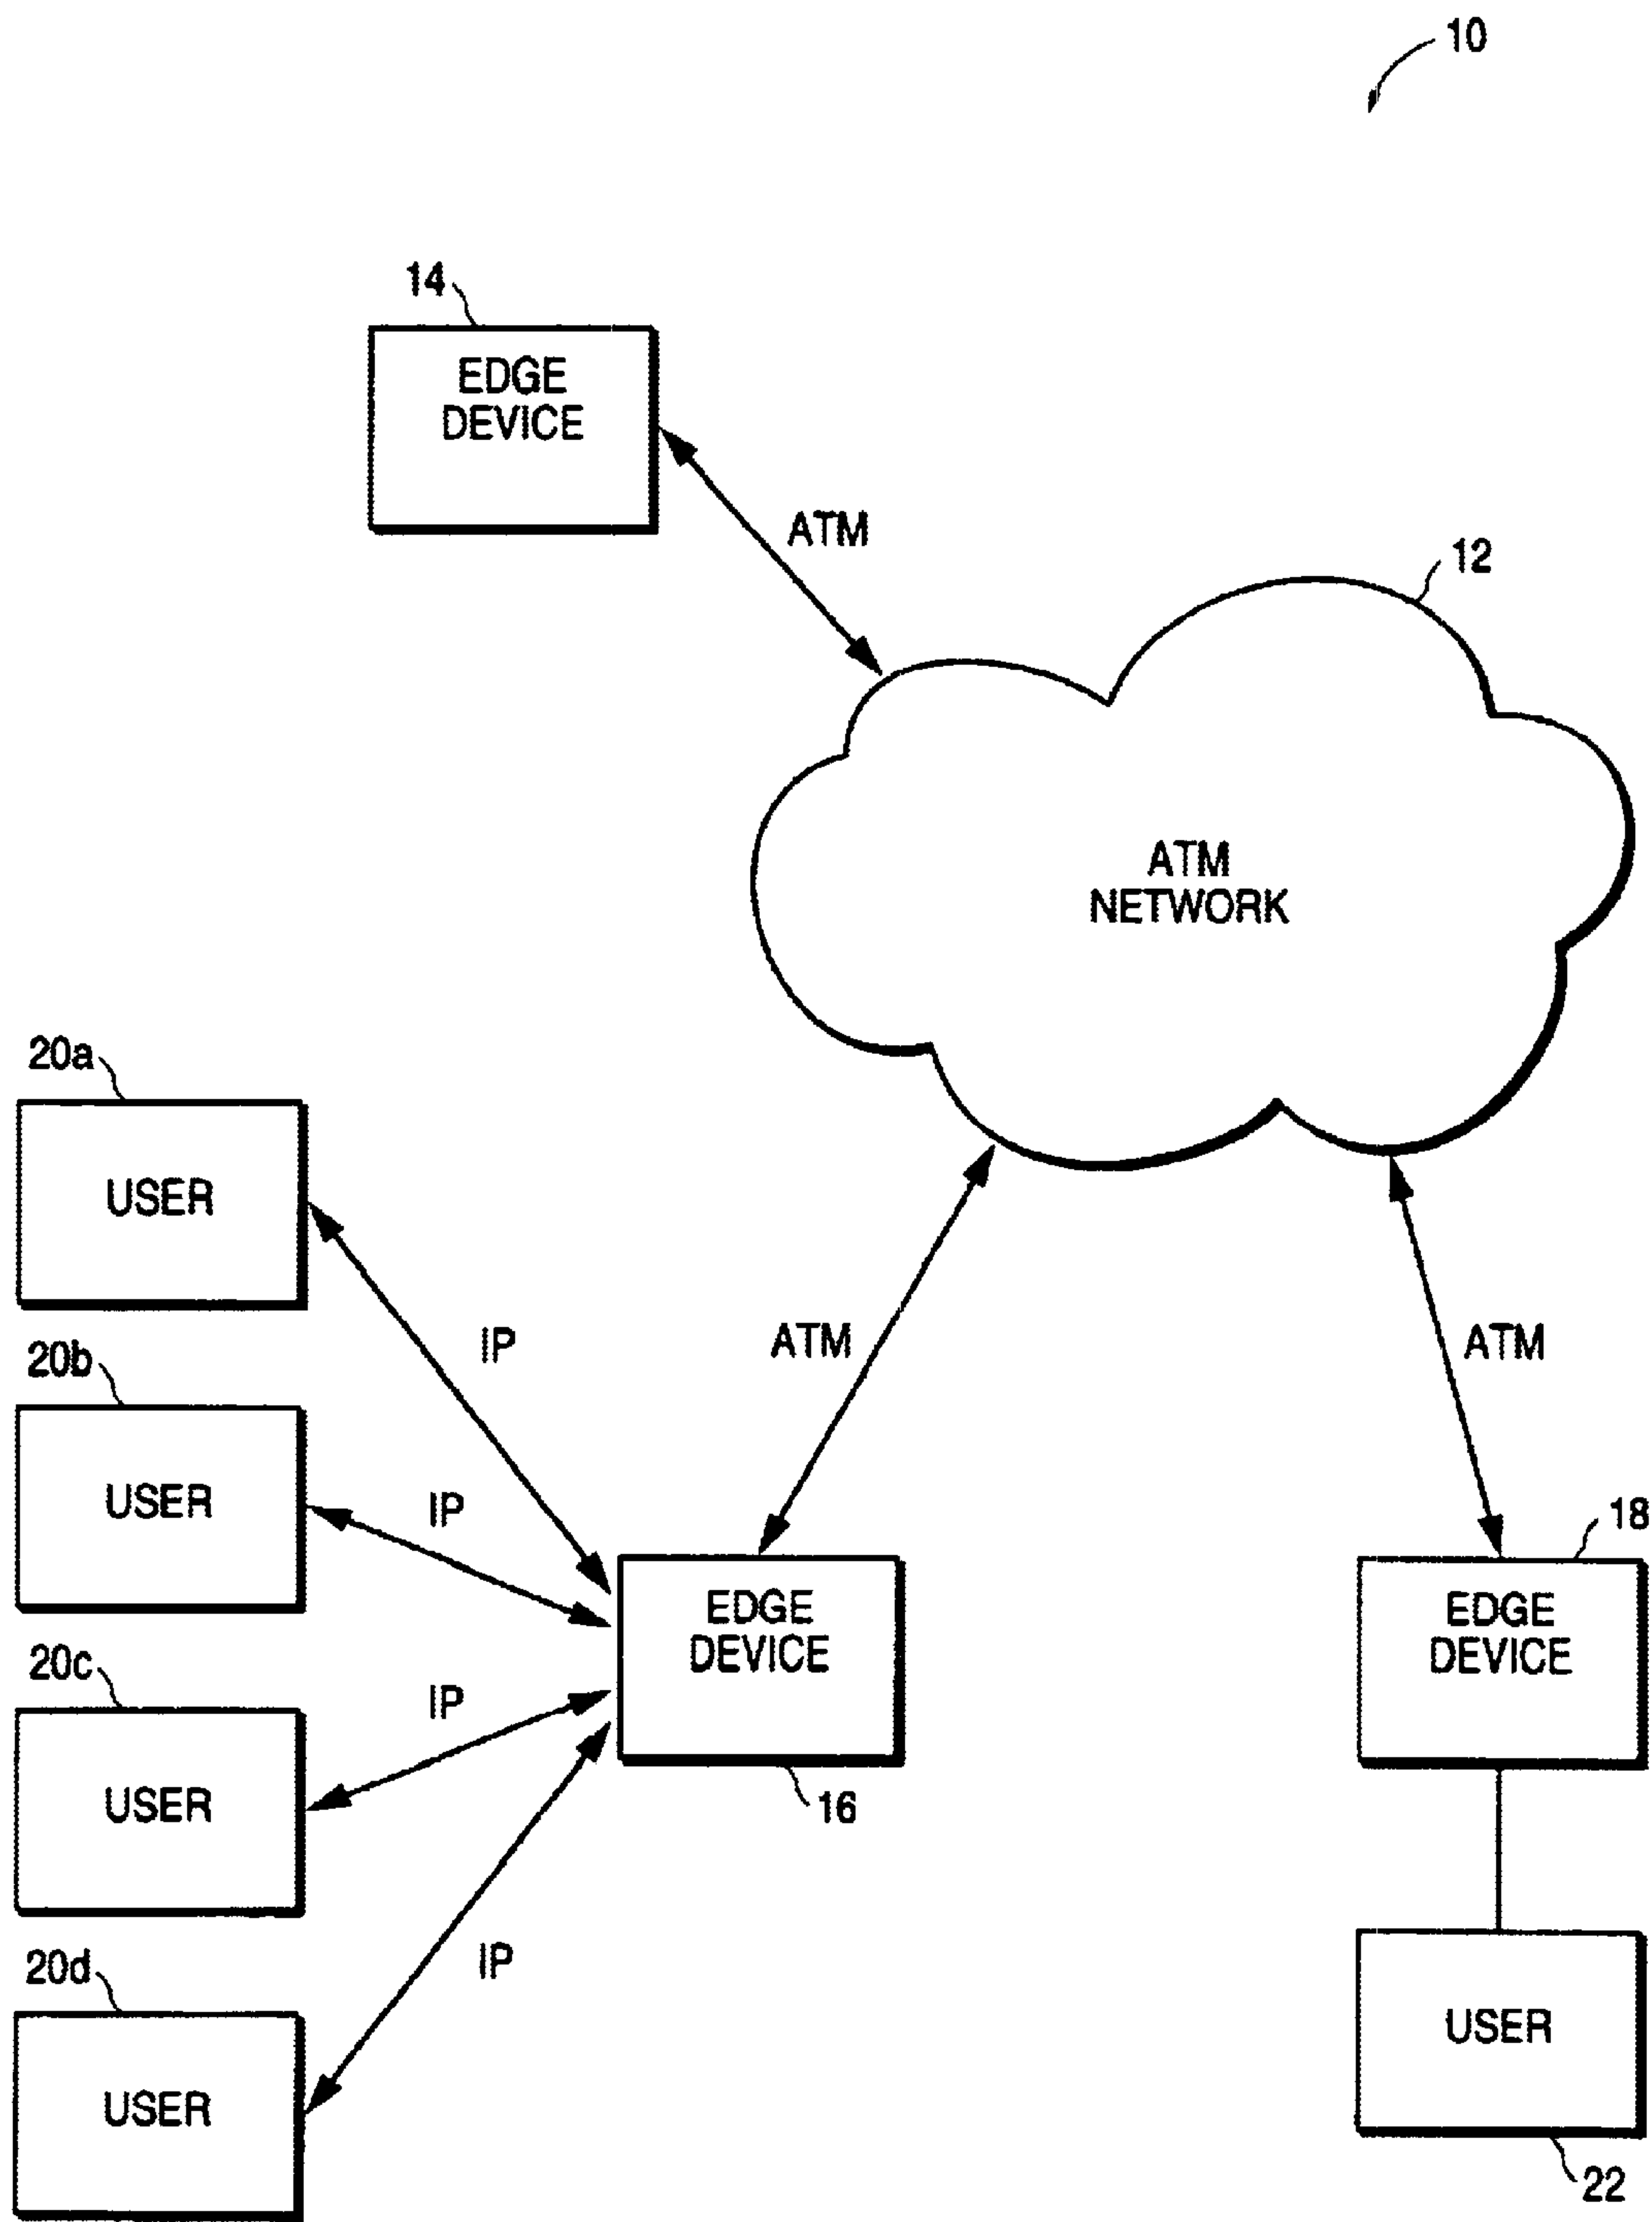 10
14
EDGE
DEVICE
ATM
12
ATM
NETWORK
20a
USER
IP
ATM
ATM
20b
USER
IP
18
EDGE
DEVICE
EDGE
DEVICE
20c
IP
USER
16
20d
IP
USER
USER
22